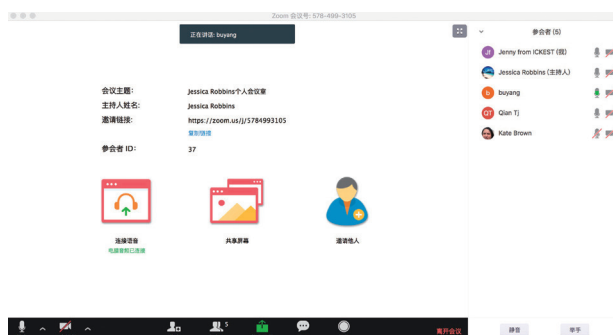 Zoom 会议号: 578-499-3105
正在讲话: buyang
会议主题: Jessica Robbins个人会议室
主持人姓名: Jessica Robbins
邀请链接: https://zoom.us/j/5784993105
复制链接
参会者 ID: 37
连接语音
电脑音频已连接
共享屏幕
邀请他人
5
离开会议
参会者 (5)
Jf Jenny from ICKEST (我)
Jessica Robbins (主持人)
b buyang
QT Qian Tj
Kate Brown
静音
举手